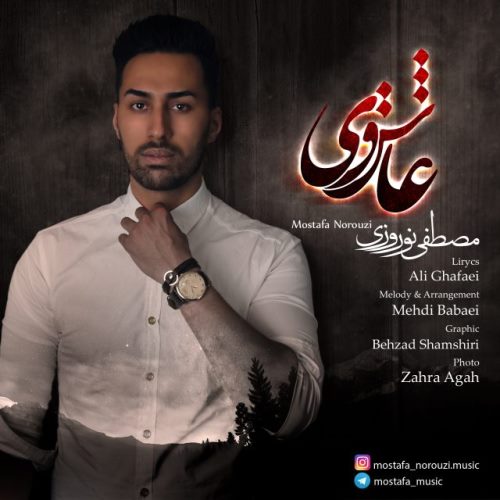 عاشقی
Mostafa Norouzi
مصطفی نوروزی
Lirycs
Ali Ghafaei
Melody & Arrangement
Mehdi Babaei
Graphic
Behzad Shamshiri
Photo
Zahra Agah
mostafa_norouzi.music
mostafa_music